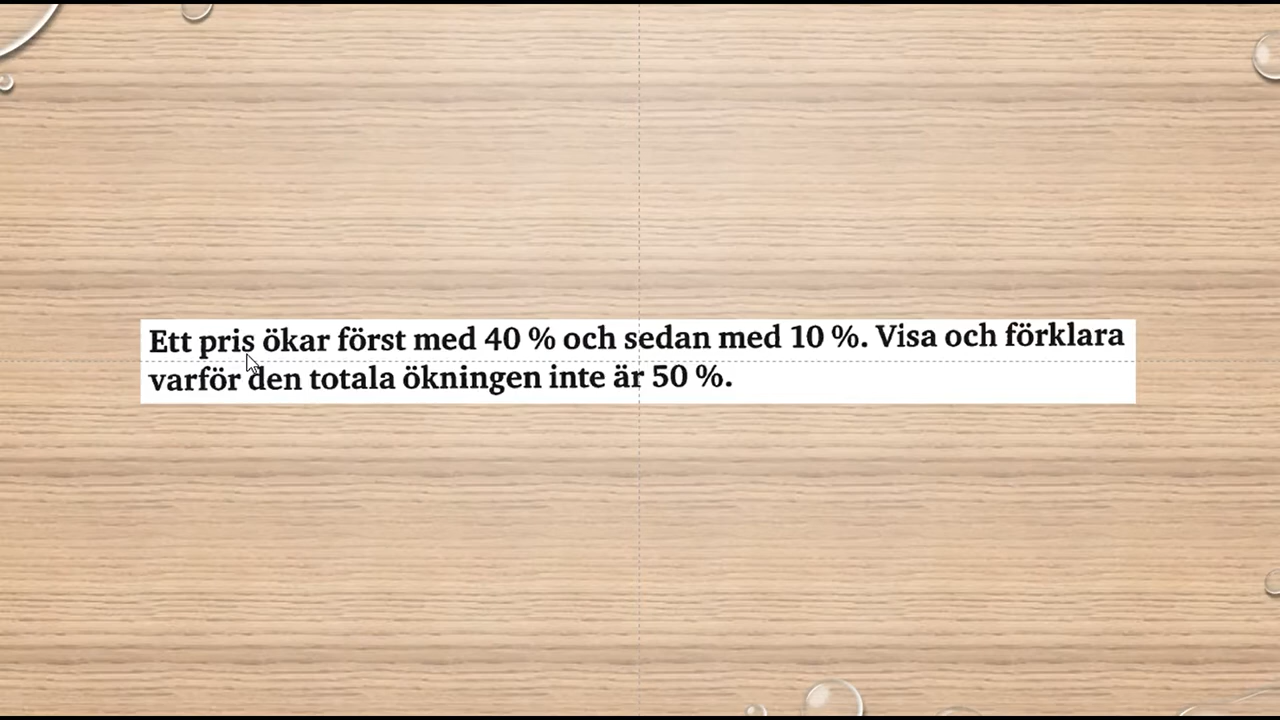 Ett pris ökar först med 40 % och sedan med 10 %. Visa och förklara
varför den totala ökningen inte är 50 %.